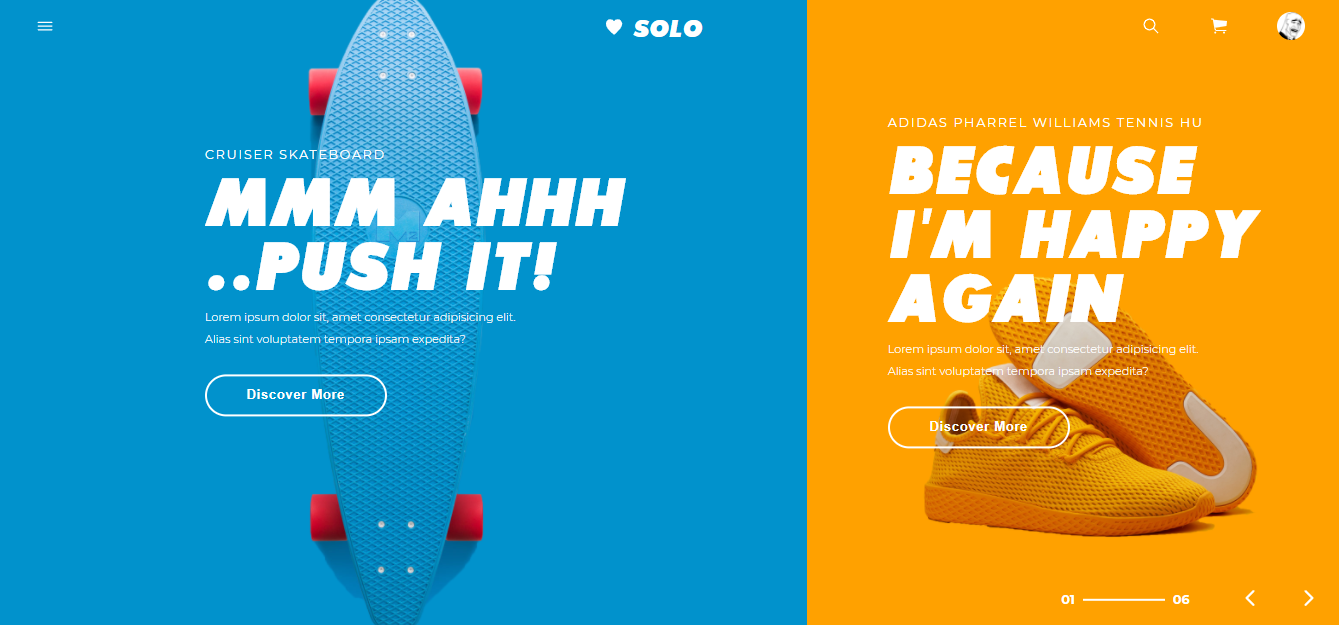 SOLO
CRUISER SKATEBOARD
MMM AHHH
..PUSH IT!
Lorem ipsum dolor sit, amet consectetur adipisicing elit.
Alias sint voluptatem tempora ipsam expedita?
Discover More
ADIDAS PHARREL WILLIAMS TENNIS HU
BECAUSE
I'M HAPPY
AGAIN
Lorem ipsum dolor sit, amet consectetur adipisicing elit.
Alias sint voluptatem tempora ipsam expedita?
Discover More
01 06